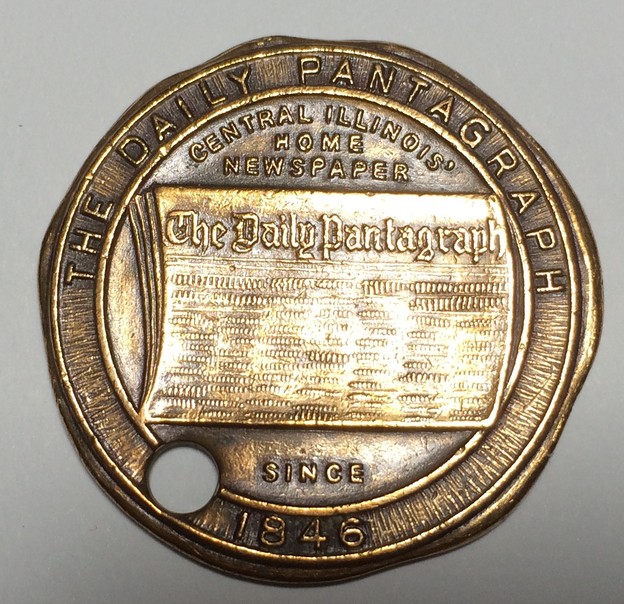 THE DAILY PANTAGRAPH
CENTRAL ILLINOIS'
HOME
NEWSPAPER
The Daily Pantagraph
SINCE
1846